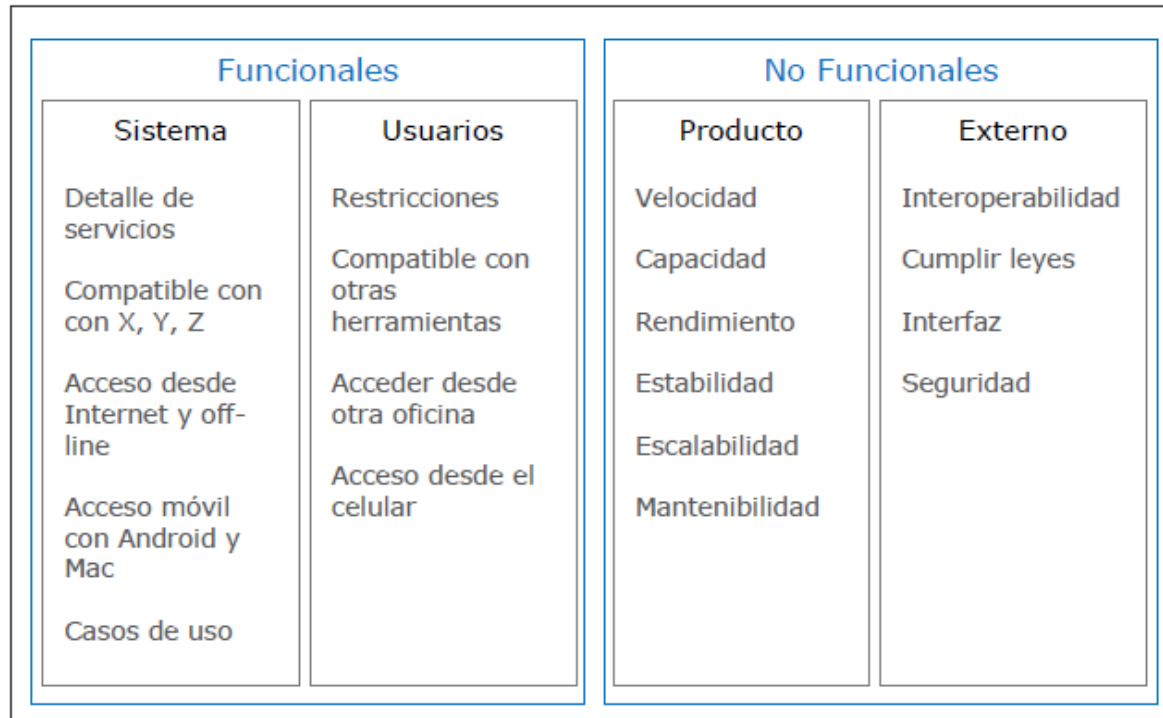 Funcionales
Sistema
Detalle de
servicios
Compatible con
con X, Y, Z
Acceso desde
Internet y off-
line
Acceso móvil
con Android y
Mac
Casos de uso
Usuarios
Restricciones
Compatible con
otras
herramientas
Acceder desde
otra oficina
Acceso desde el
celular
No Funcionales
Producto
Velocidad
Capacidad
Rendimiento
Estabilidad
Escalabilidad
Mantenibilidad
Externo
Interoperabilidad
Cumplir leyes
Interfaz
Seguridad